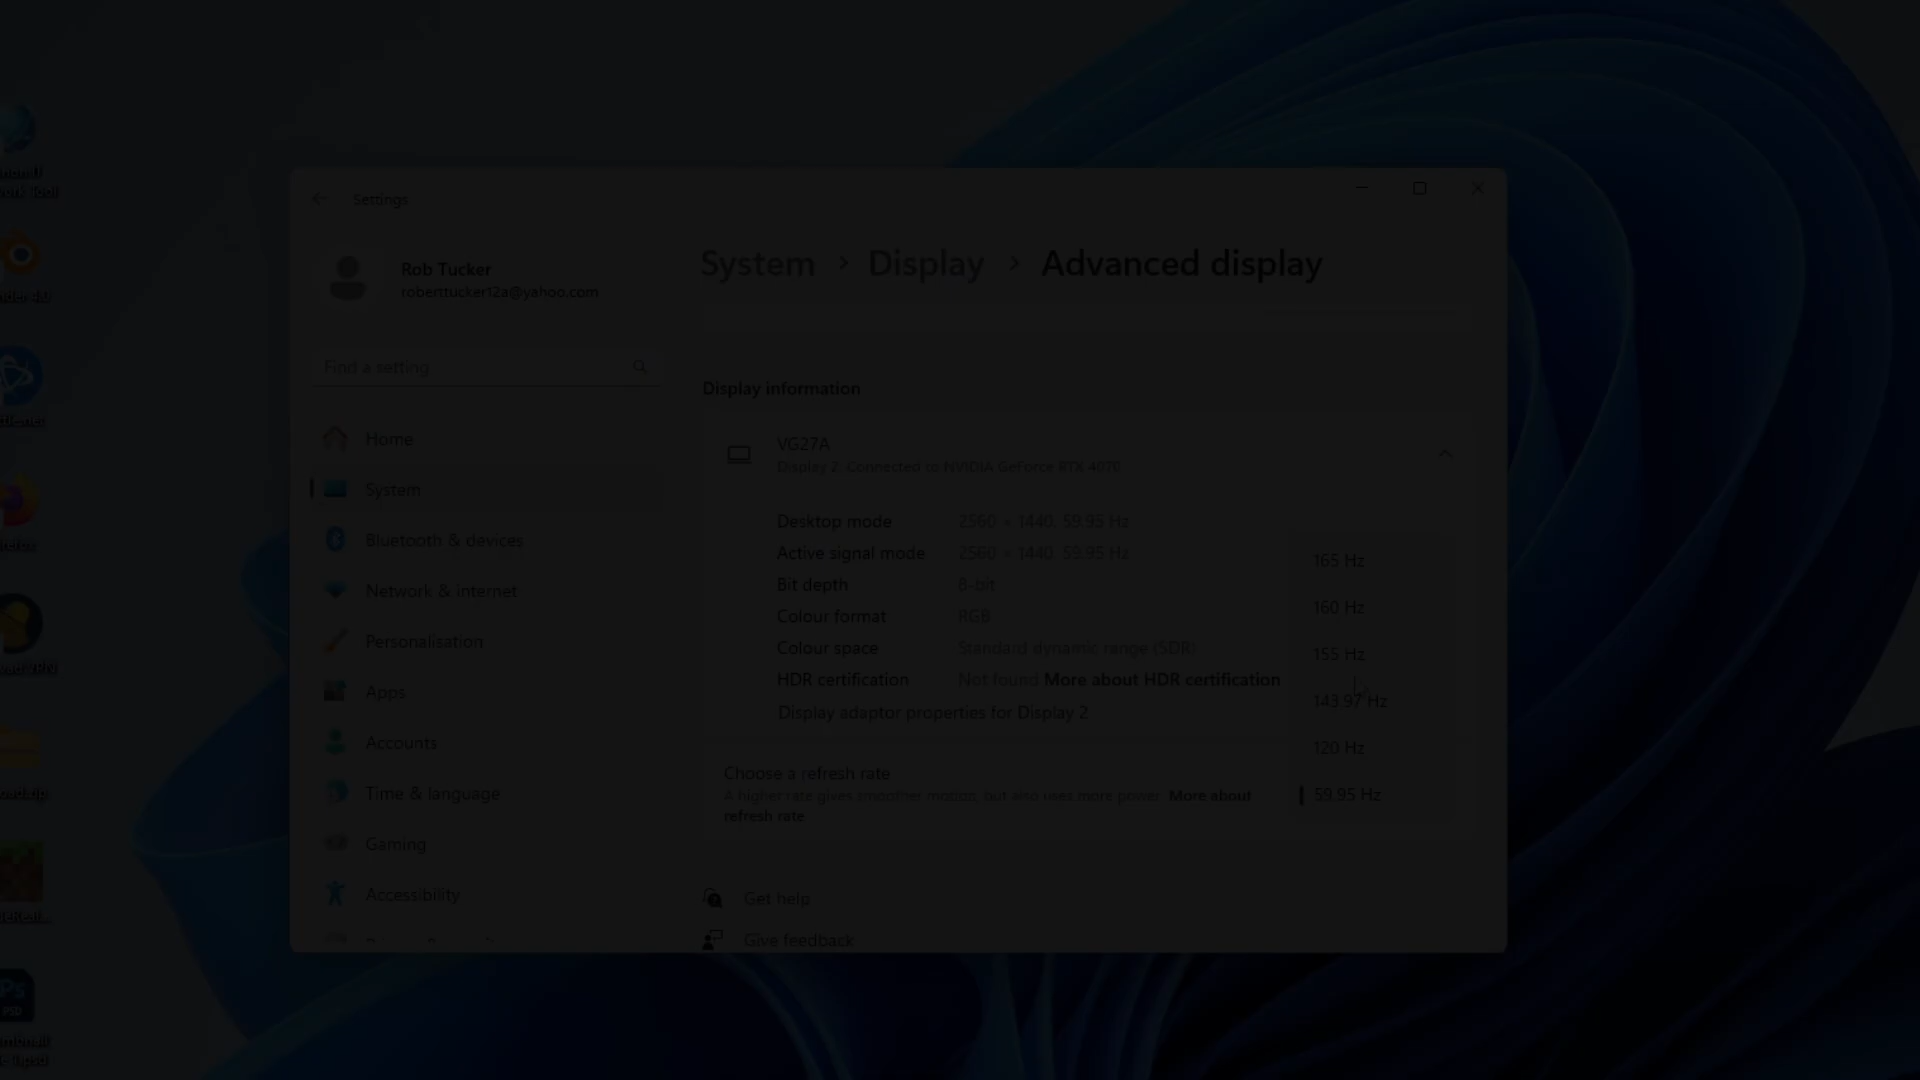 Settings
Rob Tucker
roberttucker12a@yahoo.com
Find a setting
Home
System
Bluetooth & devices
Network & internet
Personalisation
Apps
Accounts
Time & language
Gaming
Accessibility
System > Display > Advanced display
Display information
VG27A
Display 2: Connected to NVIDIA GeForce RTX 4070
Desktop mode 2560 × 1440, 59.95 Hz
Active signal mode 2560 × 1440, 59.95 Hz
Bit depth 8-bit
Colour format RGB
Colour space Standard dynamic range (SDR)
HDR certification Not found More about HDR certification
Display adaptor properties for Display 2
Choose a refresh rate
A higher rate gives smoother motion, but also uses more power More about
refresh rate
165 Hz
160 Hz
155 Hz
143.97 Hz
120 Hz
59.95 Hz
Get help
Give feedback